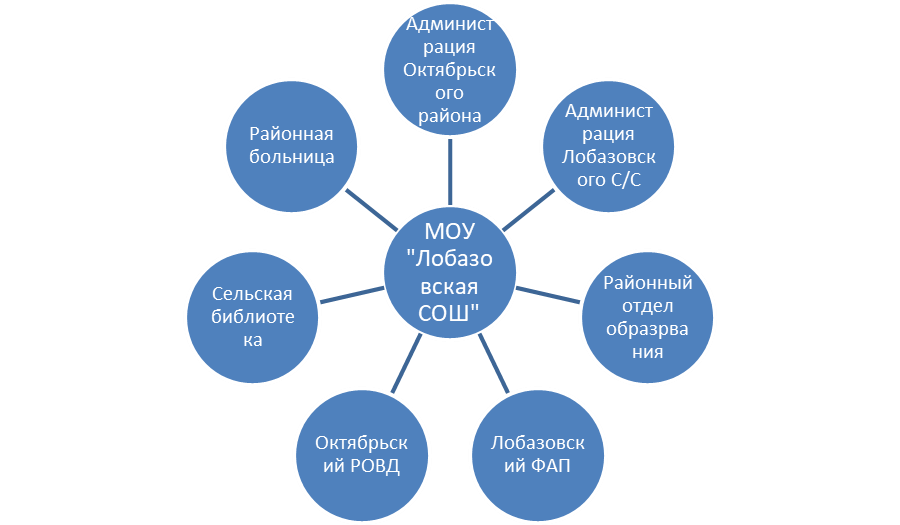 Админист
рация
Октябрьск
ого
района
Админист
рация
Лобазовск
ого С/С
Районный
отдел
образрва
ния
Лобазовск
ий ФАП
Октябрьск
ий РОВД
Сельская
библиоте
ка
Районная
больница
МОУ
"Лобазо
вская
СОШ"